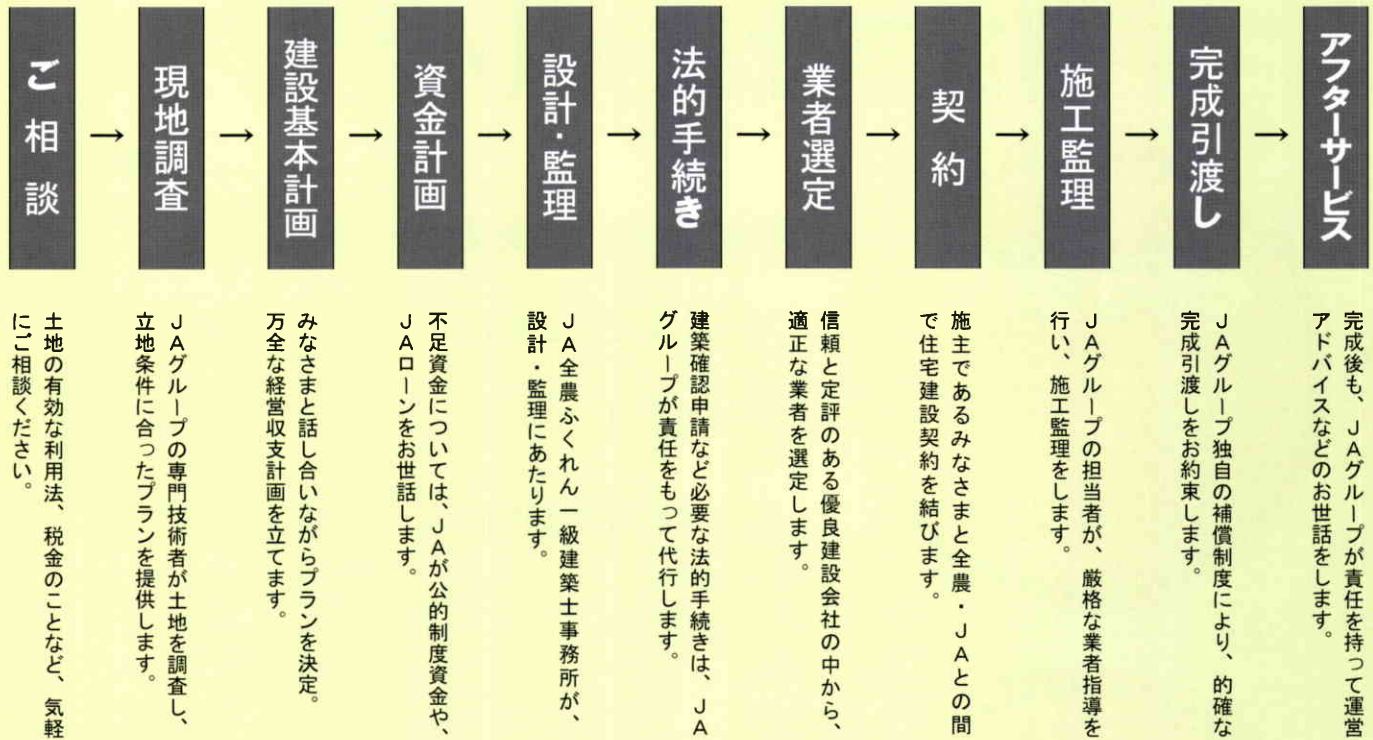 ご相談
土地の有効な利用法、税金のことなど、気軽
にご相談ください。
現地調査
JAグループの専門技術者が土地を調査し、
立地条件に合ったプランを提供します。
建設基本計画
みなさまと話し合いながらプランを決定。
万全な経営収支計画を立てます。
資金計画
不足資金については、JAが公的制度資金や、
JAローンをお世話します。
設計・監理
JA全農ふくれん一級建築士事務所が、
設計・監理にあたります。
法的手続き
建築確認申請など必要な法的手続きは、JA
グループが責任をもって代行します。
業者選定
信頼と定評のある優良建設会社の中から、
適正な業者を選定します。
契約
施主であるみなさまと全農・JAとの間
で住宅建設契約を結びます。
施工監理
JAグループの担当者が、厳格な業者指導を
行い、施工監理をします。
完成引渡し
JAグループ独自の補償制度により、的確な
完成引渡しをお約束します。
アフターサービス
完成後も、JAグループが責任を持って運営
アドバイスなどのお世話をします。